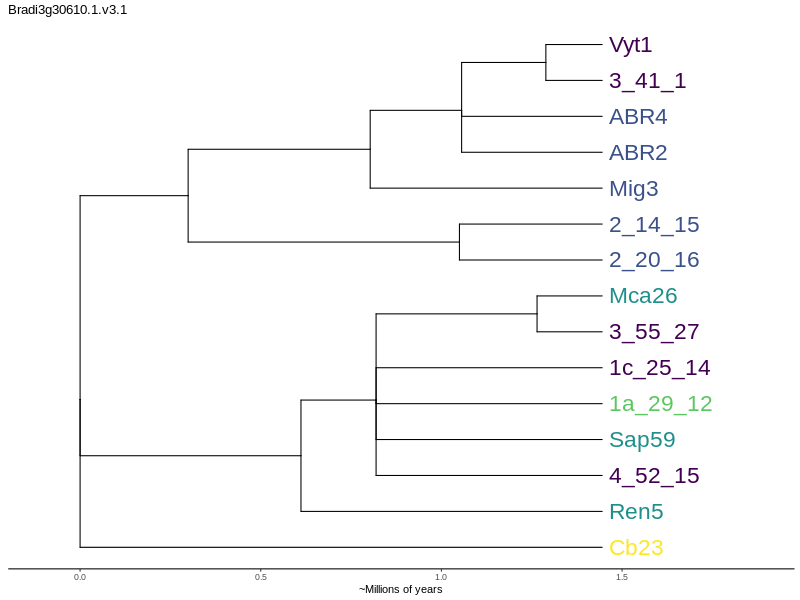 Bradi3g30610.1.v3.1
Vyt1
3_41_1
ABR4
ABR2
Mig3
2_14_15
2_20_16
Mca26
3_55_27
1c_25_14
1a_29_12
Sap59
4_52_15
Ren5
Cb23
0.0 0.5 1.0 1.5
~Millions of years